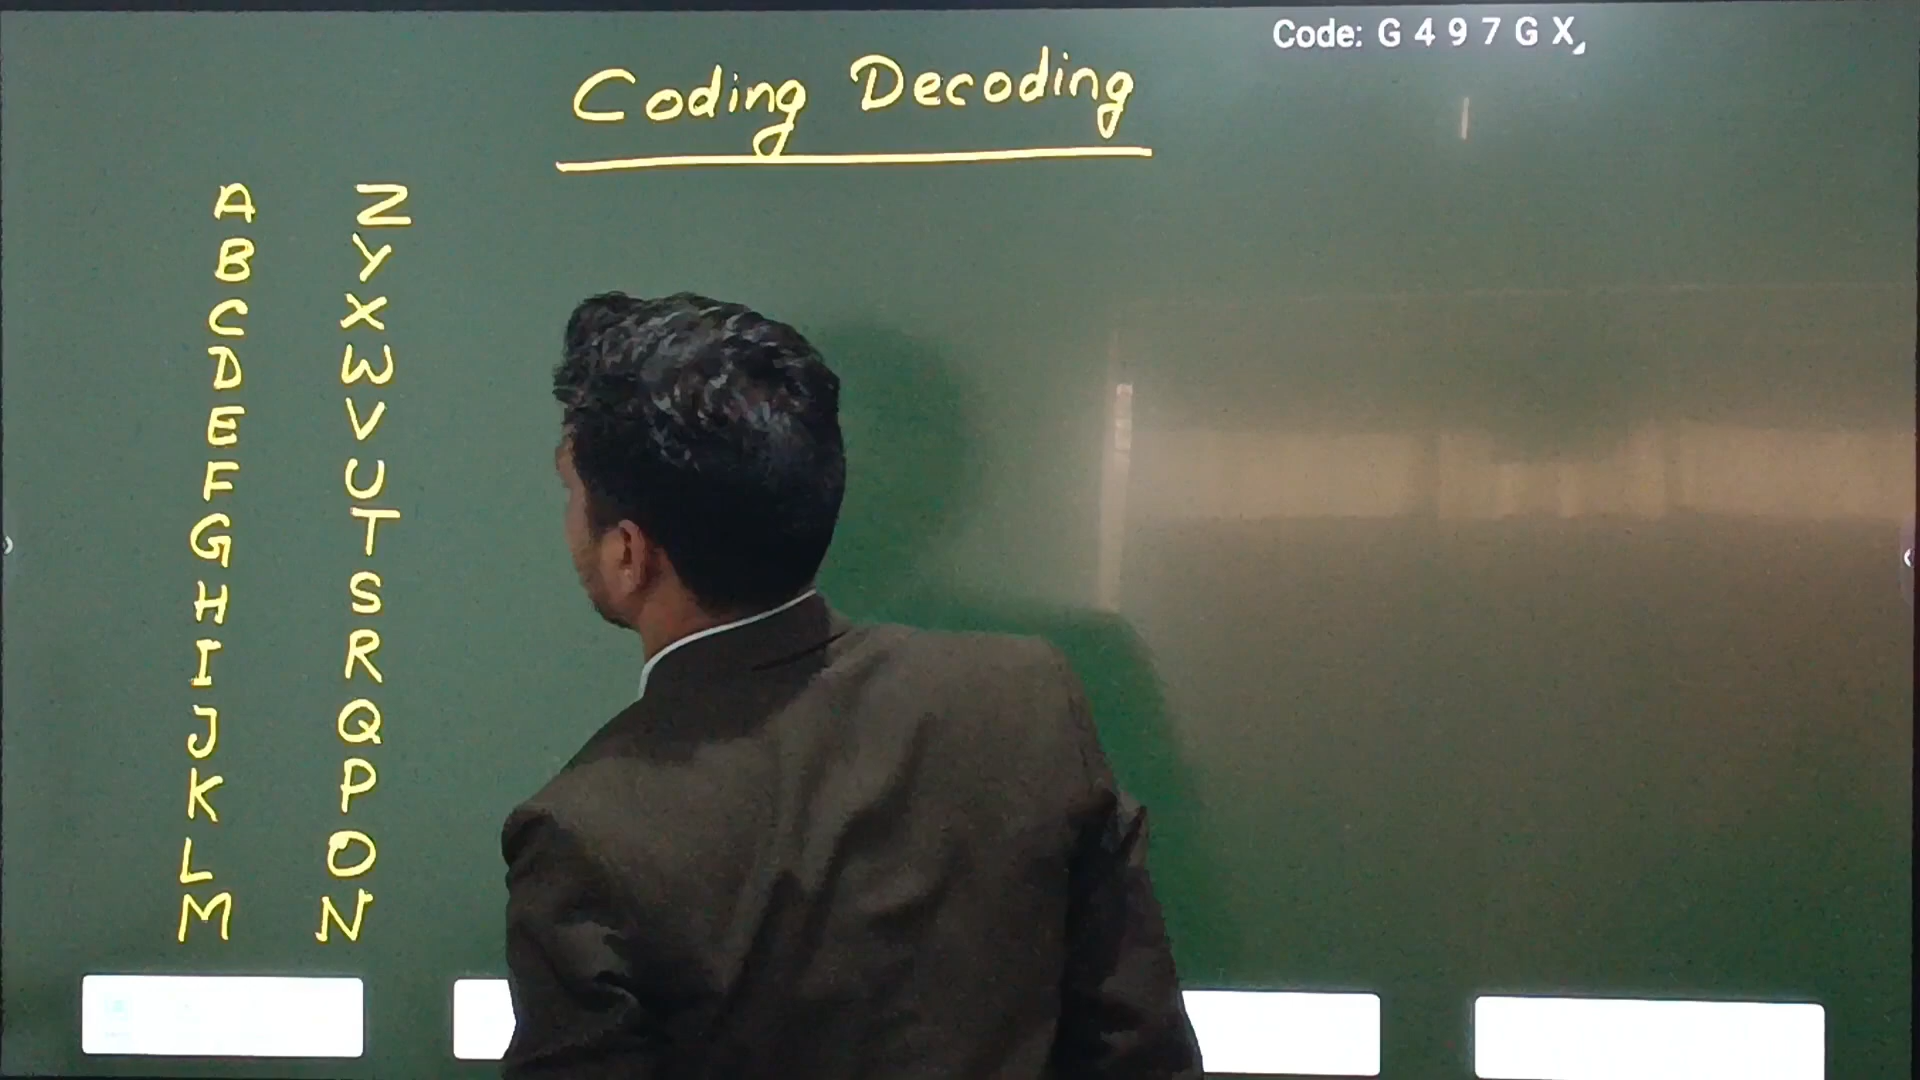 Code: G 4 9 7 G X
Coding Decoding
A Z
B Y
C X
D W
E V
F U
G T
H S
I R
J Q
K P
L O
M N